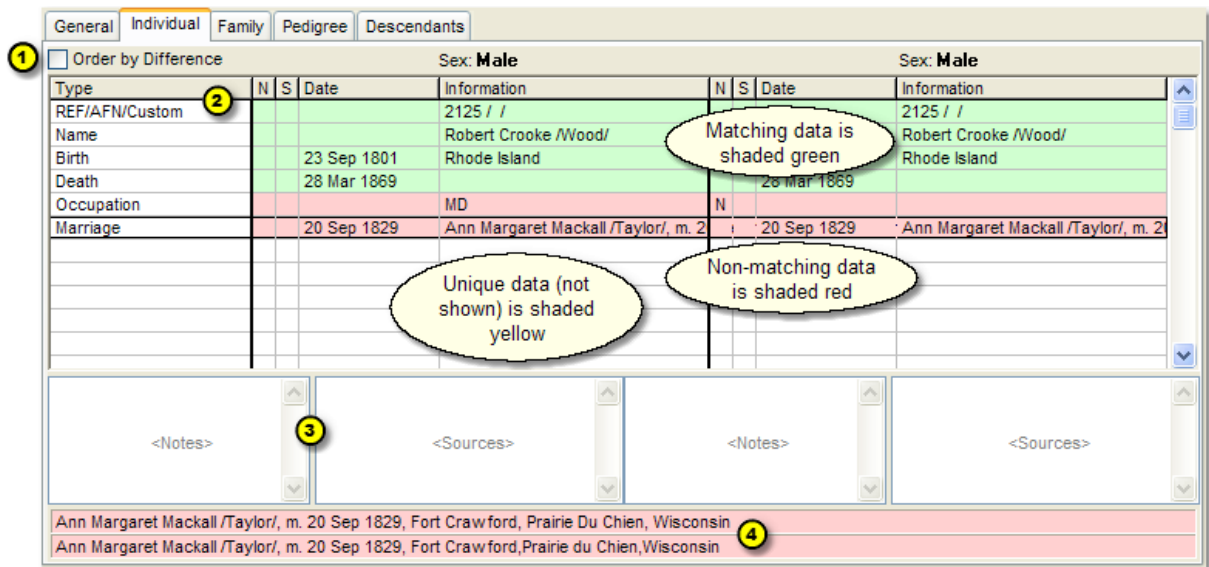 General Individual Family Pedigree Descendants
1 Order by Difference Sex: Male Sex: Male
Type N S Date Information N S Date Information
REF/AFN/Custom 2 2125 / / 2125 / /
Name Robert Crooke /Wood/ Robert Crooke /Wood/
Birth 23 Sep 1801 Rhode Island Rhode Island
Death 28 Mar 1869 28 Mar 1869
Matching data is
shaded green
Occupation MD N
Marriage 20 Sep 1829 Ann Margaret Mackall /Taylor/, m. 2 20 Sep 1829 Ann Margaret Mackall /Taylor/, m. 2
Non-matching data
is shaded red
Unique data (not
shown) is shaded
yellow
<Notes> 3 <Sources> <Notes> <Sources>
Ann Margaret Mackall /Taylor/, m. 20 Sep 1829, Fort Crawford, Prairie Du Chien, Wisconsin
4
Ann Margaret Mackall /Taylor/, m. 20 Sep 1829, Fort Crawford,Prairie du Chien,Wisconsin